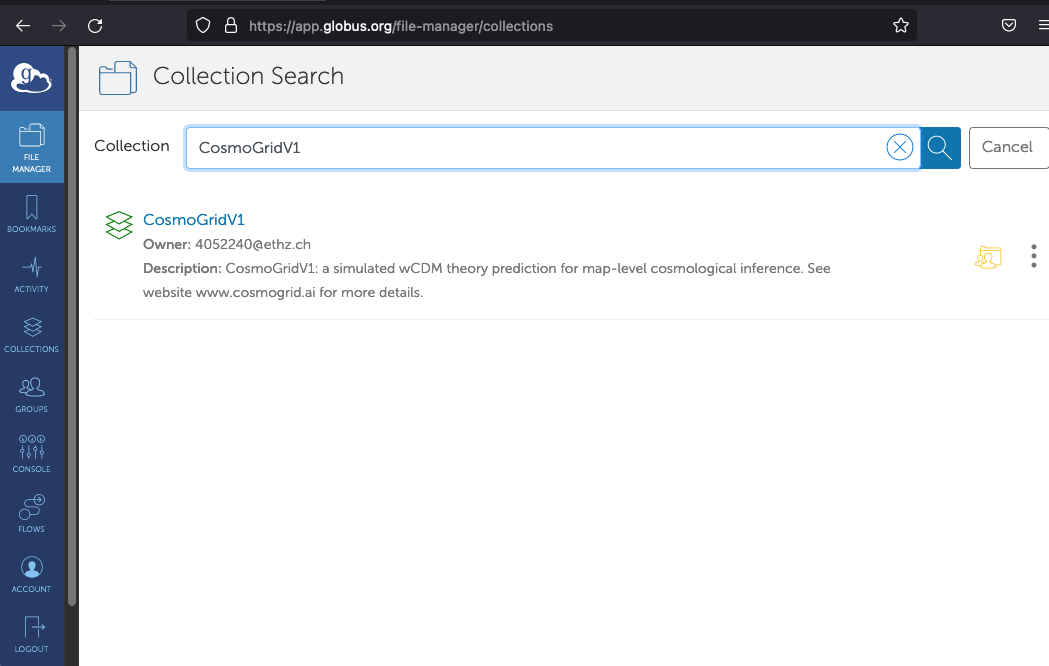 https://app.globus.org/file-manager/collections
g
Collection Search
FILE
MANAGER
BOOKMARKS
ACTIVITY
COLLECTIONS
GROUPS
CONSOLE
FLOWS
ACCOUNT
LOGOUT
Collection
CosmoGridV1
Cancel
CosmoGridV1
Owner: 4052240@ethz.ch
Description: CosmoGridV1: a simulated wCDM theory prediction for map-level cosmological inference. See
website www.cosmogrid.ai for more details.